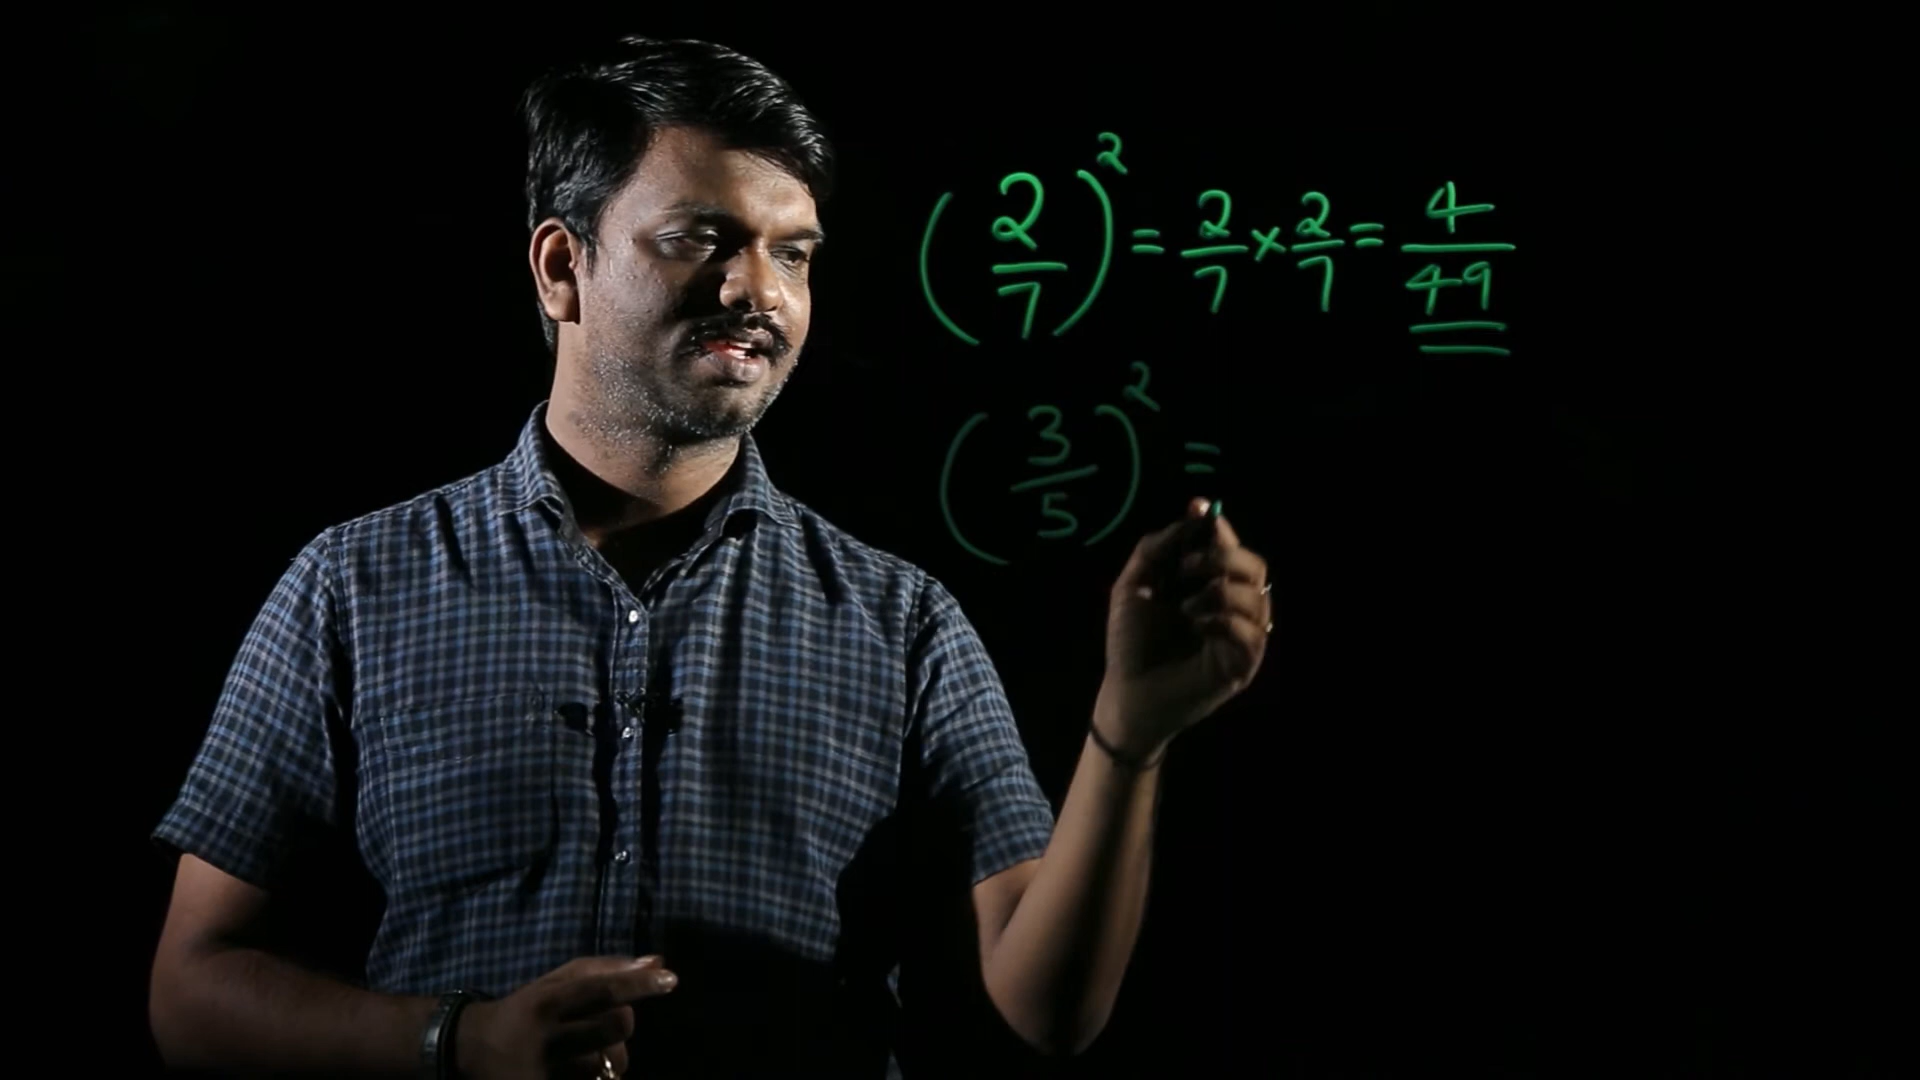 (2/7)² = 2/7 × 2/7 = 4/49
(3/5)² =